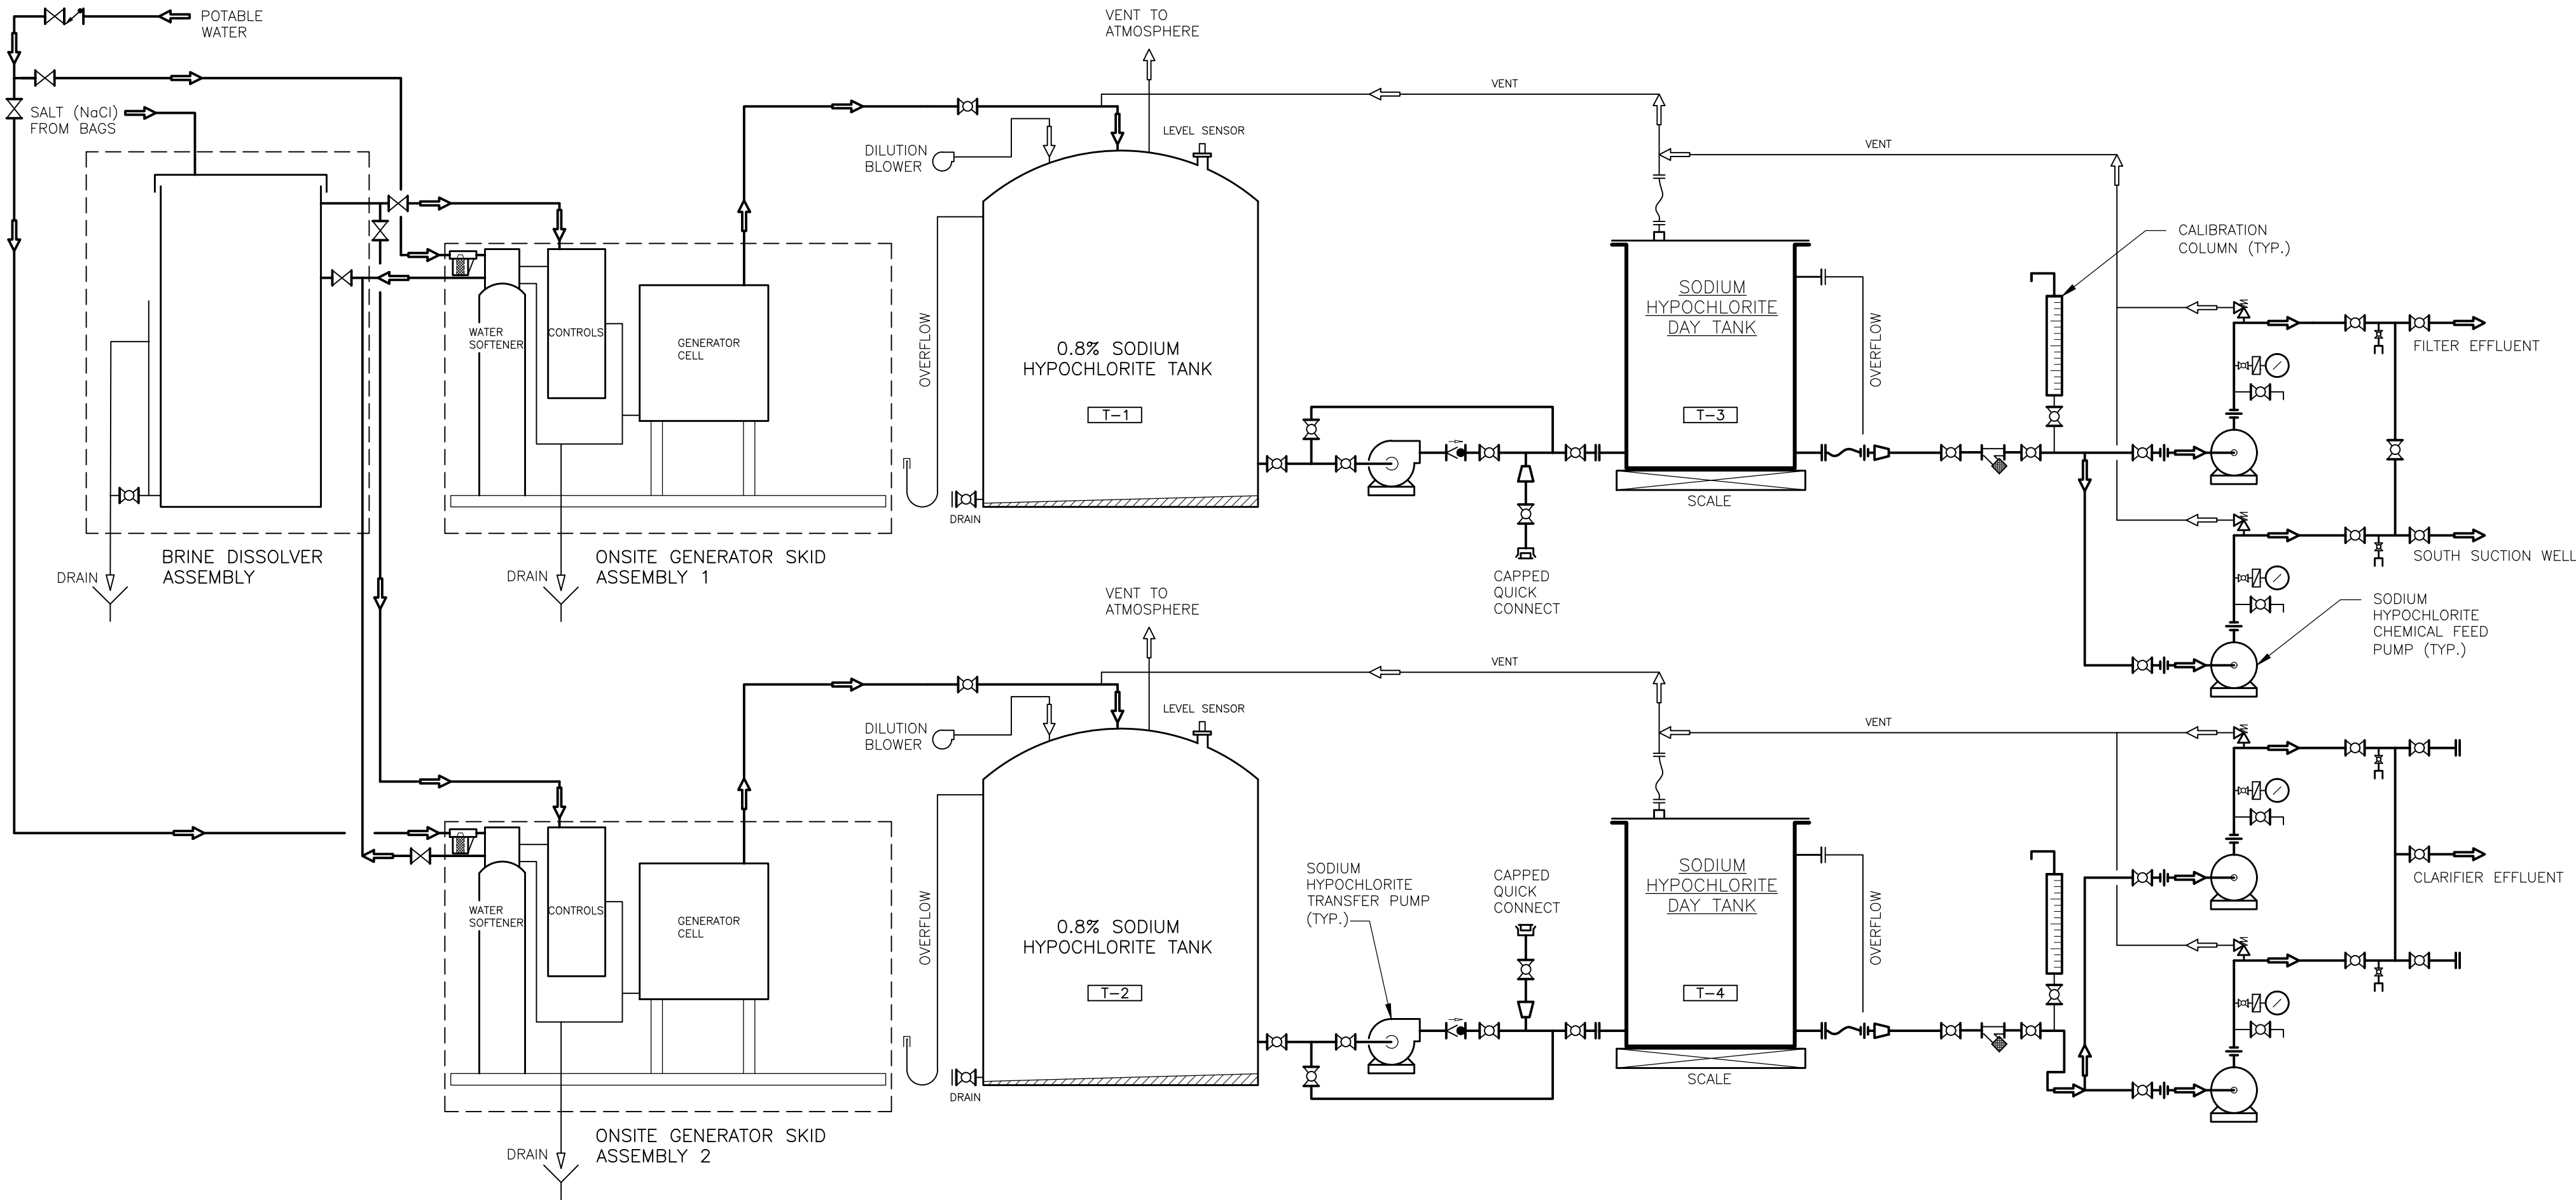 POTABLE
WATER
SALT (NaCl)
FROM BAGS
BRINE DISSOLVER
ASSEMBLY
DRAIN
WATER
SOFTENER
CONTROLS
GENERATOR
CELL
ONSITE GENERATOR SKID
ASSEMBLY 1
DRAIN
VENT TO
ATMOSPHERE
DILUTION
BLOWER
LEVEL SENSOR
OVERFLOW
0.8% SODIUM
HYPOCHLORITE TANK
T-1
DRAIN
VENT
VENT
SODIUM
HYPOCHLORITE
DAY TANK
T-3
SCALE
OVERFLOW
CAPPED
QUICK
CONNECT
CALIBRATION
COLUMN (TYP.)
FILTER EFFLUENT
SOUTH SUCTION WELL
SODIUM
HYPOCHLORITE
CHEMICAL FEED
PUMP (TYP.)
WATER
SOFTENER
CONTROLS
GENERATOR
CELL
ONSITE GENERATOR SKID
ASSEMBLY 2
DRAIN
VENT TO
ATMOSPHERE
DILUTION
BLOWER
LEVEL SENSOR
OVERFLOW
0.8% SODIUM
HYPOCHLORITE TANK
T-2
DRAIN
VENT
VENT
SODIUM
HYPOCHLORITE
TRANSFER PUMP
(TYP.)
CAPPED
QUICK
CONNECT
SODIUM
HYPOCHLORITE
DAY TANK
T-4
SCALE
OVERFLOW
CLARIFIER EFFLUENT